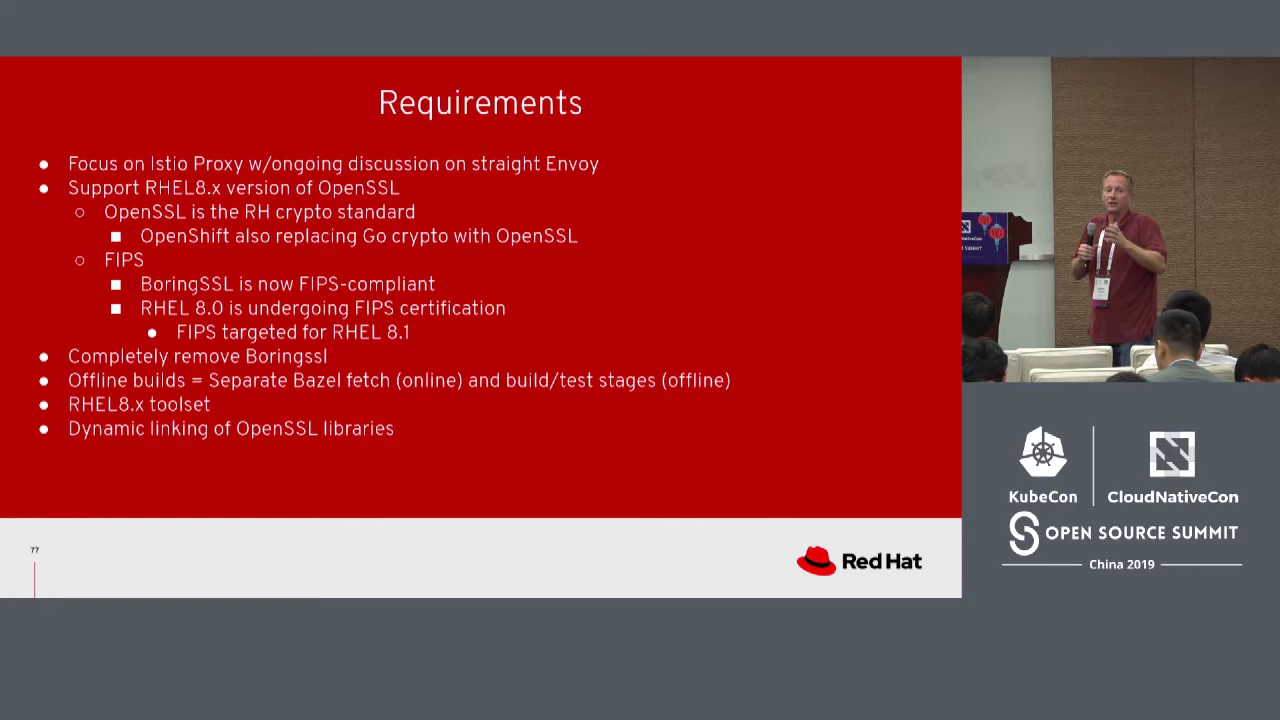 Requirements
● Focus on Istio Proxy w/ongoing discussion on straight Envoy
● Support RHEL8.x version of OpenSSL
○ OpenSSL is the RH crypto standard
■ OpenShift also replacing Go crypto with OpenSSL
○ FIPS
■ BoringSSL is now FIPS-compliant
■ RHEL 8.0 is undergoing FIPS certification
● FIPS targeted for RHEL 8.1
● Completely remove Boringssl
● Offline builds = Separate Bazel fetch (online) and build/test stages (offline)
● RHEL8.x toolset
● Dynamic linking of OpenSSL libraries
77
Red Hat
KubeCon
CloudNativeCon
OPEN SOURCE SUMMIT
China 2019